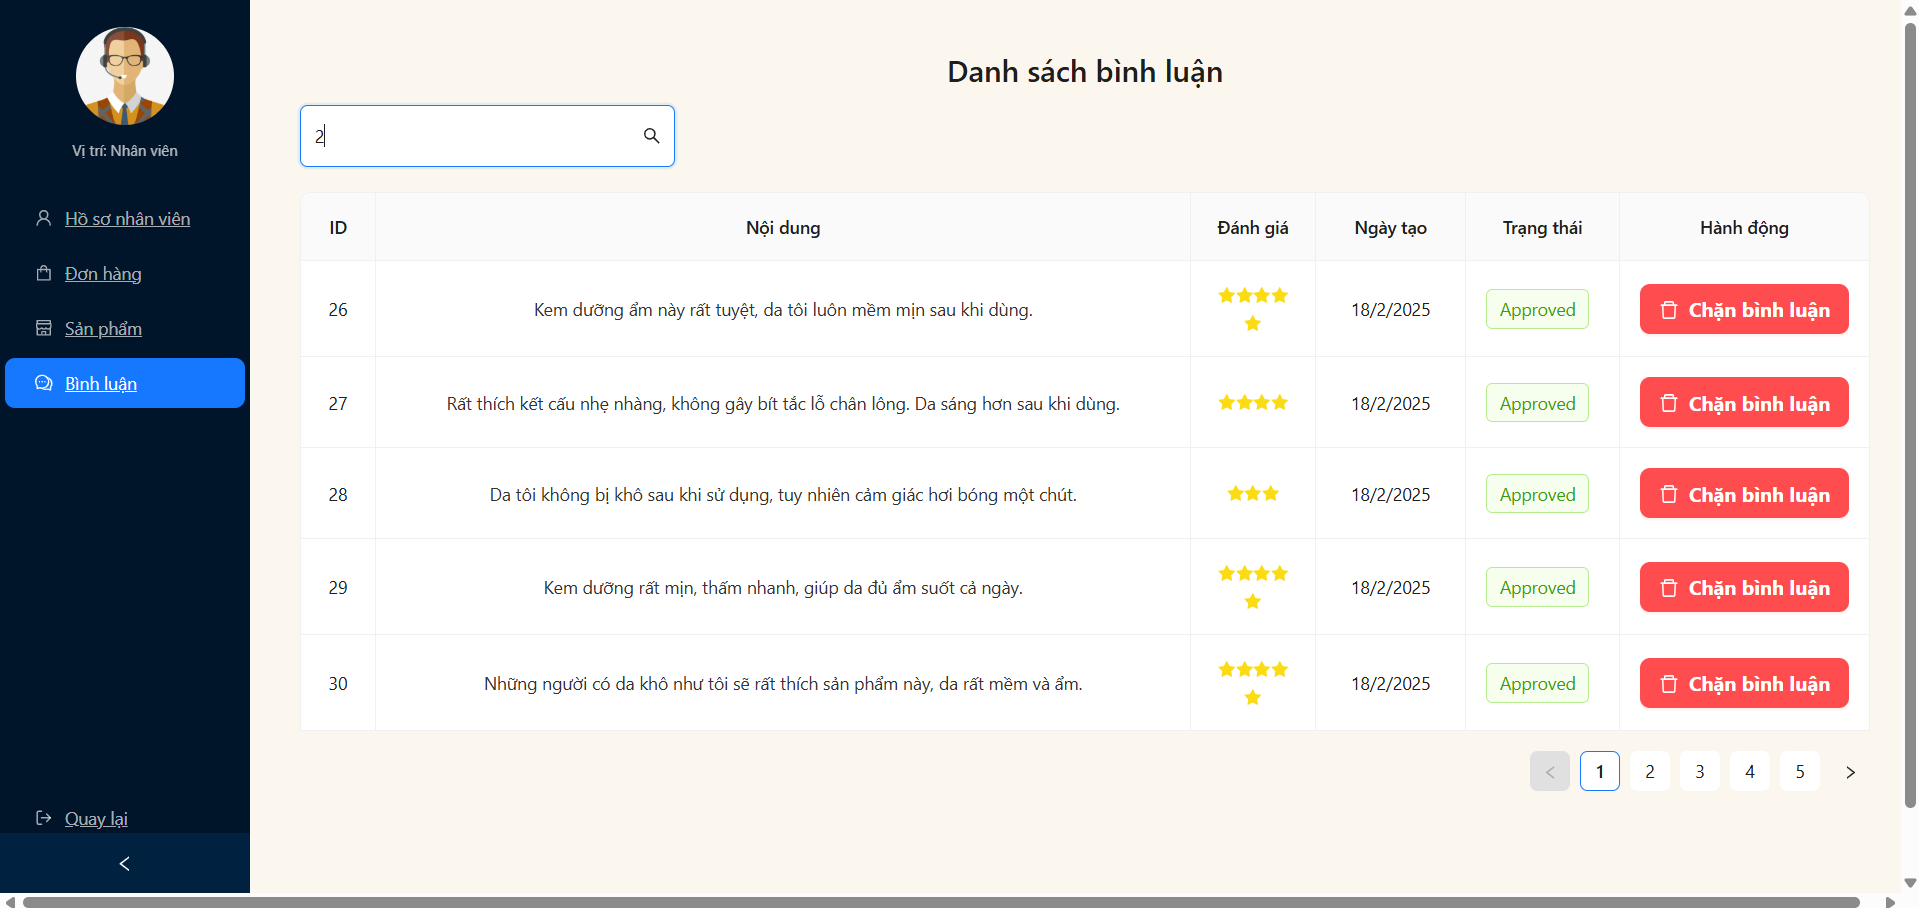 Vị trí: Nhân viên
Hồ sơ nhân viên
Đơn hàng
Sản phẩm
Bình luận
Quay lại
Danh sách bình luận
2
ID Nội dung Đánh giá Ngày tạo Trạng thái Hành động
26 Kem dưỡng ẩm này rất tuyệt, da tôi luôn mềm mịn sau khi dùng. 18/2/2025 Approved Chặn bình luận
27 Rất thích kết cấu nhẹ nhàng, không gây bít tắc lỗ chân lông. Da sáng hơn sau khi dùng. 18/2/2025 Approved Chặn bình luận
28 Da tôi không bị khô sau khi sử dụng, tuy nhiên cảm giác hơi bóng một chút. 18/2/2025 Approved Chặn bình luận
29 Kem dưỡng rất mịn, thấm nhanh, giúp da đủ ẩm suốt cả ngày. 18/2/2025 Approved Chặn bình luận
30 Những người có da khô như tôi sẽ rất thích sản phẩm này, da rất mềm và ẩm. 18/2/2025 Approved Chặn bình luận
1 2 3 4 5